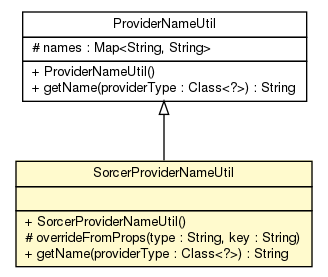 ProviderNameUtil
# names : Map<String, String>
+ ProviderNameUtil()
+ getName(providerType : Class<?>) : String
SorcerProviderNameUtil
+ SorcerProviderNameUtil()
# overrideFromProps(type : String, key : String)
+ getName(providerType : Class<?>) : String